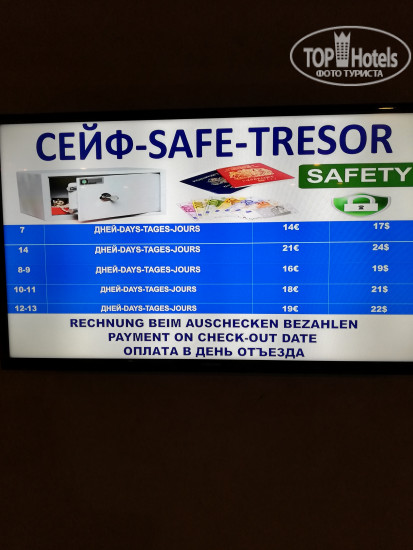 TOP Hotels
ФОТО ТУРИСТА
СЕЙФ-SAFE-TRESOR
SAFETY
7 ДНЕЙ-DAYS-TAGES-JOURS 14€ 17$
14 ДНЕЙ-DAYS-TAGES-JOURS 21€ 24$
8-9 ДНЕЙ-DAYS-TAGES-JOURS 16€ 19$
10-11 ДНЕЙ-DAYS-TAGES-JOURS 18€ 21$
12-13 ДНЕЙ-DAYS-TAGES-JOURS 19€ 22$
RECHNUNG BEIM AUSCHECKEN BEZAHLEN
PAYMENT ON CHECK-OUT DATE
ОПЛАТА В ДЕНЬ ОТЪЕЗДА